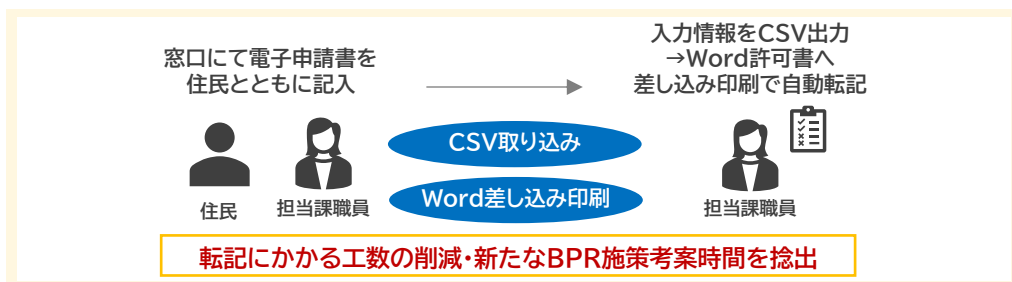 窓口にて電子申請書を
住民とともに記入
入力情報をCSV出力
→Word許可書へ
差し込み印刷で自動転記
CSV取り込み
Word差し込み印刷
住民
担当課職員
担当課職員
転記にかかる工数の削減・新たなBPR施策考案時間を捻出